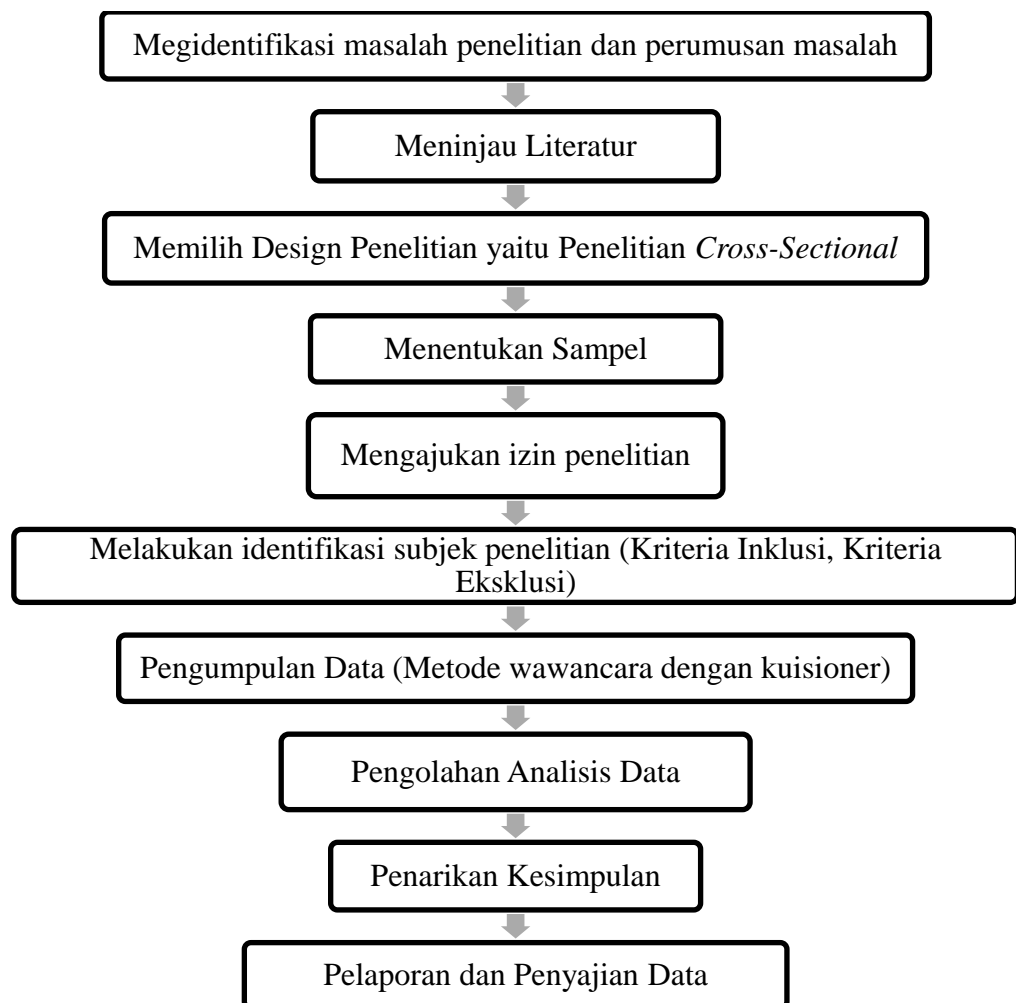 Megidentifikasi masalah penelitian dan perumusan masalah
Meninjau Literatur
Memilih Design Penelitian yaitu Penelitian Cross-Sectional
Menentukan Sampel
Mengajukan izin penelitian
Melakukan identifikasi subjek penelitian (Kriteria Inklusi, Kriteria
Eksklusi)
Pengumpulan Data (Metode wawancara dengan kuisioner)
Pengolahan Analisis Data
Penarikan Kesimpulan
Pelaporan dan Penyajian Data